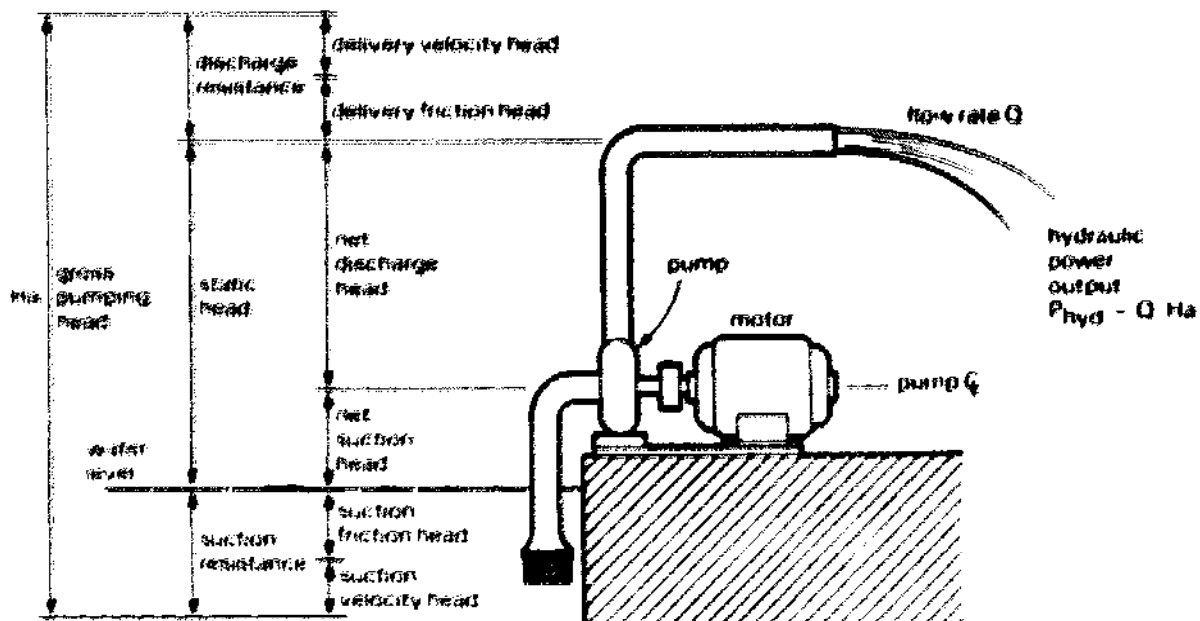 delivery velocity head
discharge
resistance
delivery friction head
flow rate Q
gross
pumping
head
static
head
net
discharge
head
pump
motor
hydraulic
power
output
Phyd - Q Ha
pump ℄
net
suction
head
water
level
suction
resistance
suction
friction head
suction
velocity head